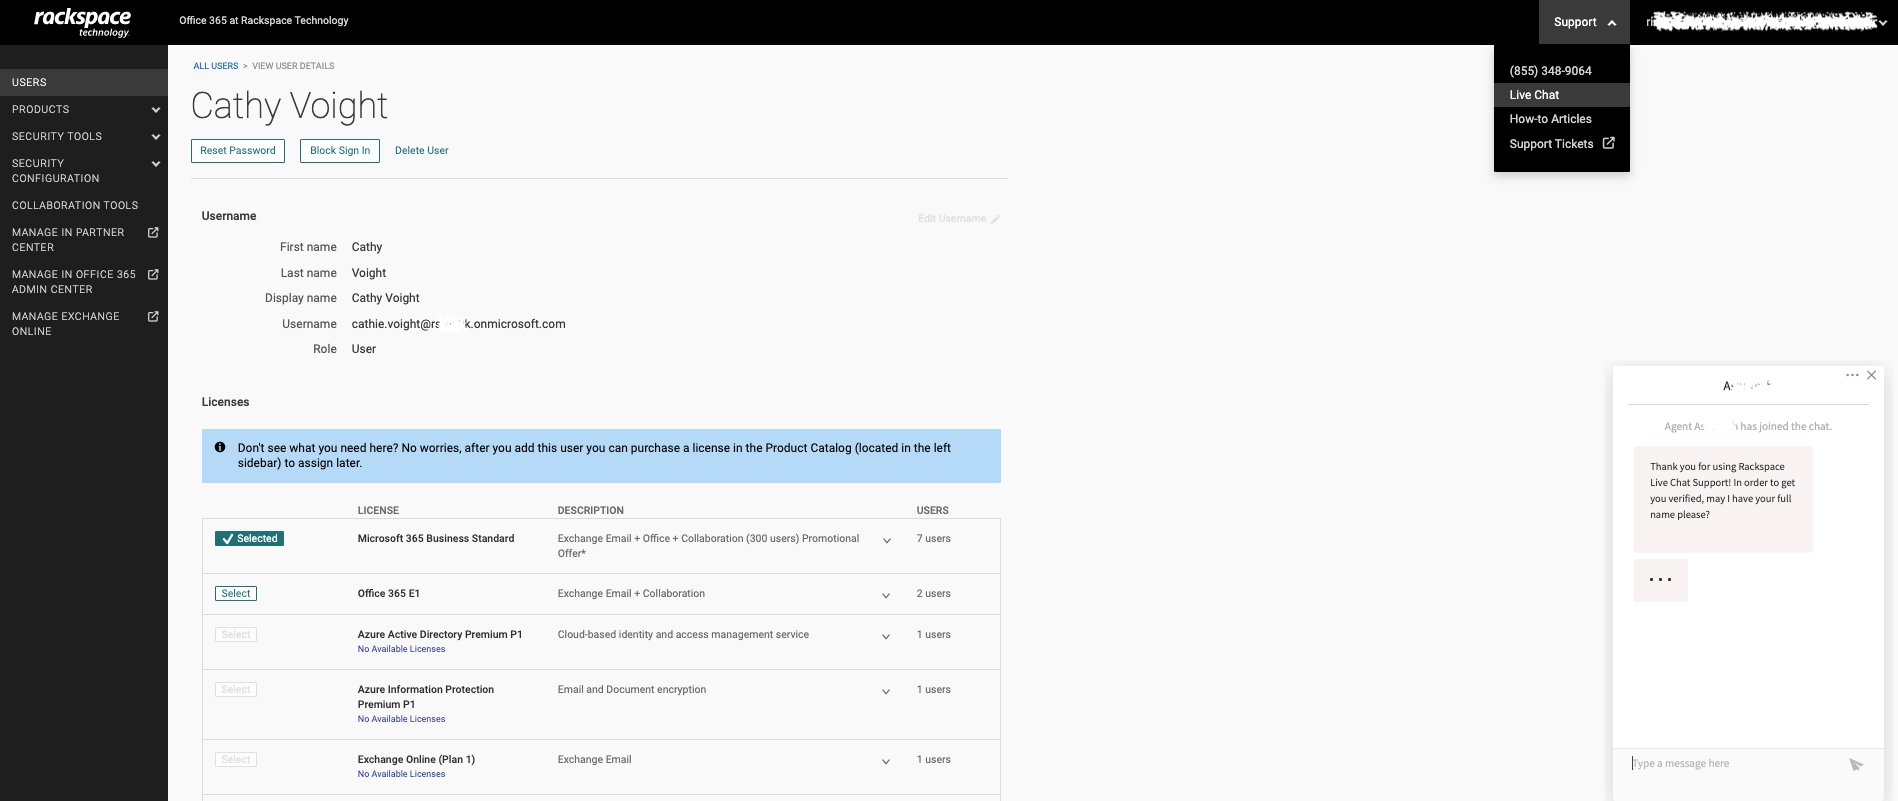 rackspace
technology.
Office 365 at Rackspace Technology
Support
(855) 348-9064
Live Chat
How-to Articles
Support Tickets
USERS
PRODUCTS
SECURITY TOOLS
SECURITY
CONFIGURATION
COLLABORATION TOOLS
MANAGE IN PARTNER
CENTER
MANAGE IN OFFICE 365
ADMIN CENTER
MANAGE EXCHANGE
ONLINE
ALL USERS > VIEW USER DETAILS
Cathy Voight
Reset Password Block Sign In Delete User
Username
Edit Username
First name Cathy
Last name Voight
Display name Cathy Voight
Username cathie.voight@rs k.onmicrosoft.com
Role User
Licenses
Don't see what you need here? No worries, after you add this user you can purchase a license in the Product Catalog (located in the left
sidebar) to assign later.
LICENSE DESCRIPTION USERS
Selected Microsoft 365 Business Standard Exchange Email + Office + Collaboration (300 users) Promotional 7 users
Offer*
Select Office 365 E1 Exchange Email + Collaboration 2 users
Select Azure Active Directory Premium P1 Cloud-based identity and access management service 1 users
No Available Licenses
Select Azure Information Protection Email and Document encryption 1 users
Premium P1
No Available Licenses
Select Exchange Online (Plan 1) Exchange Email 1 users
No Available Licenses
Agent has joined the chat.
Thank you for using Rackspace
Live Chat Support! In order to get
you verified, may I have your full
name please?
Type a message here